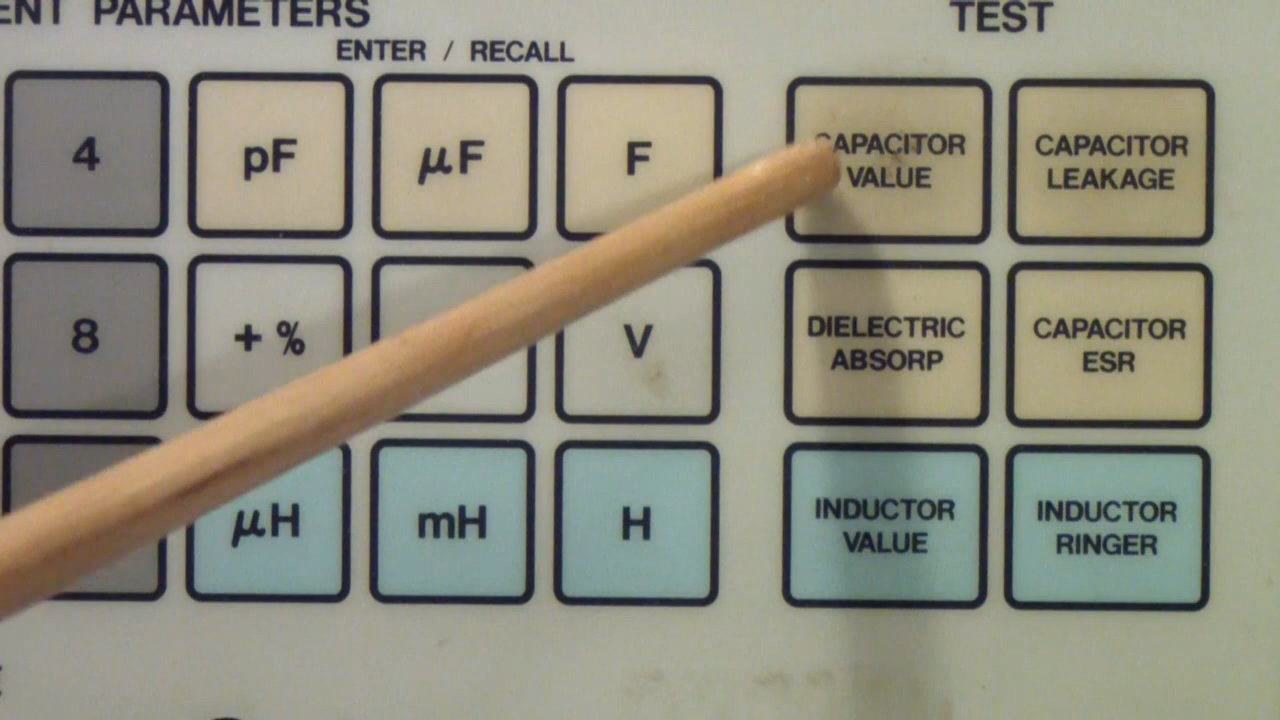 PARAMETERS
TEST
ENTER / RECALL
4
pF
μF
F
CAPACITOR
VALUE
CAPACITOR
LEAKAGE
8
+ %
V
DIELECTRIC
ABSORP
CAPACITOR
ESR
μH
mH
H
INDUCTOR
VALUE
INDUCTOR
RINGER